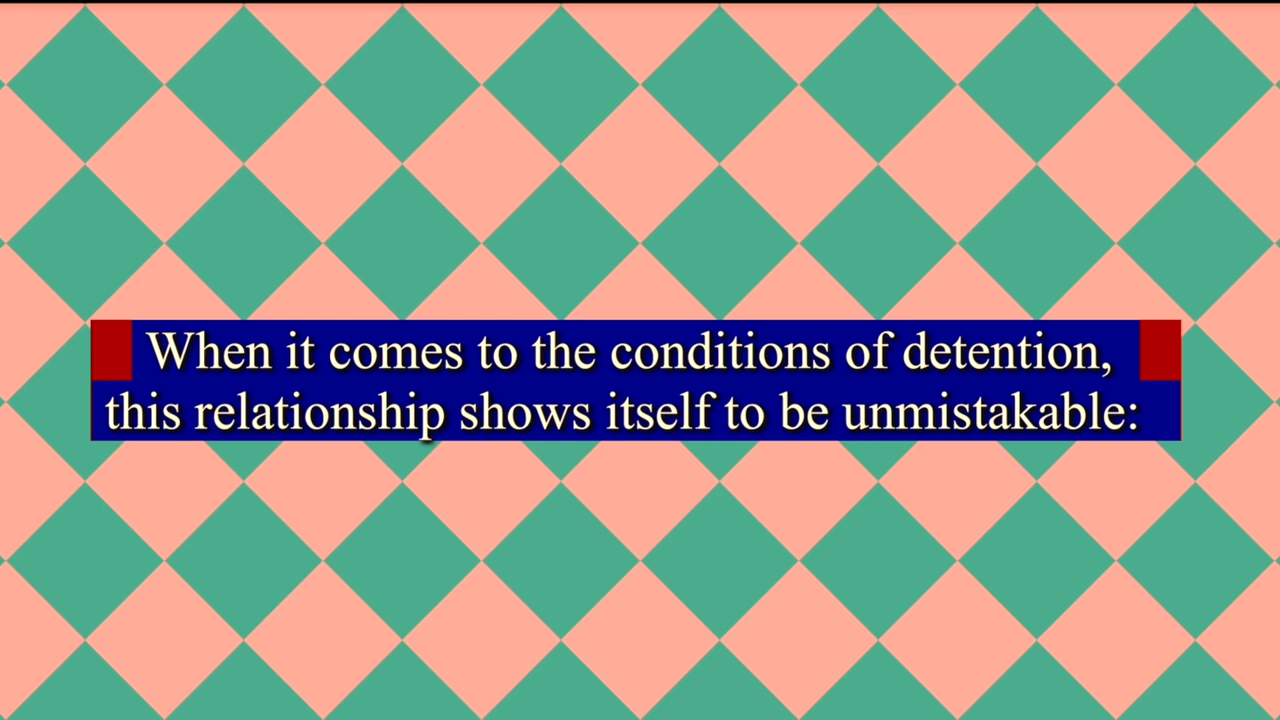 When it comes to the conditions of detention,
this relationship shows itself to be unmistakable: